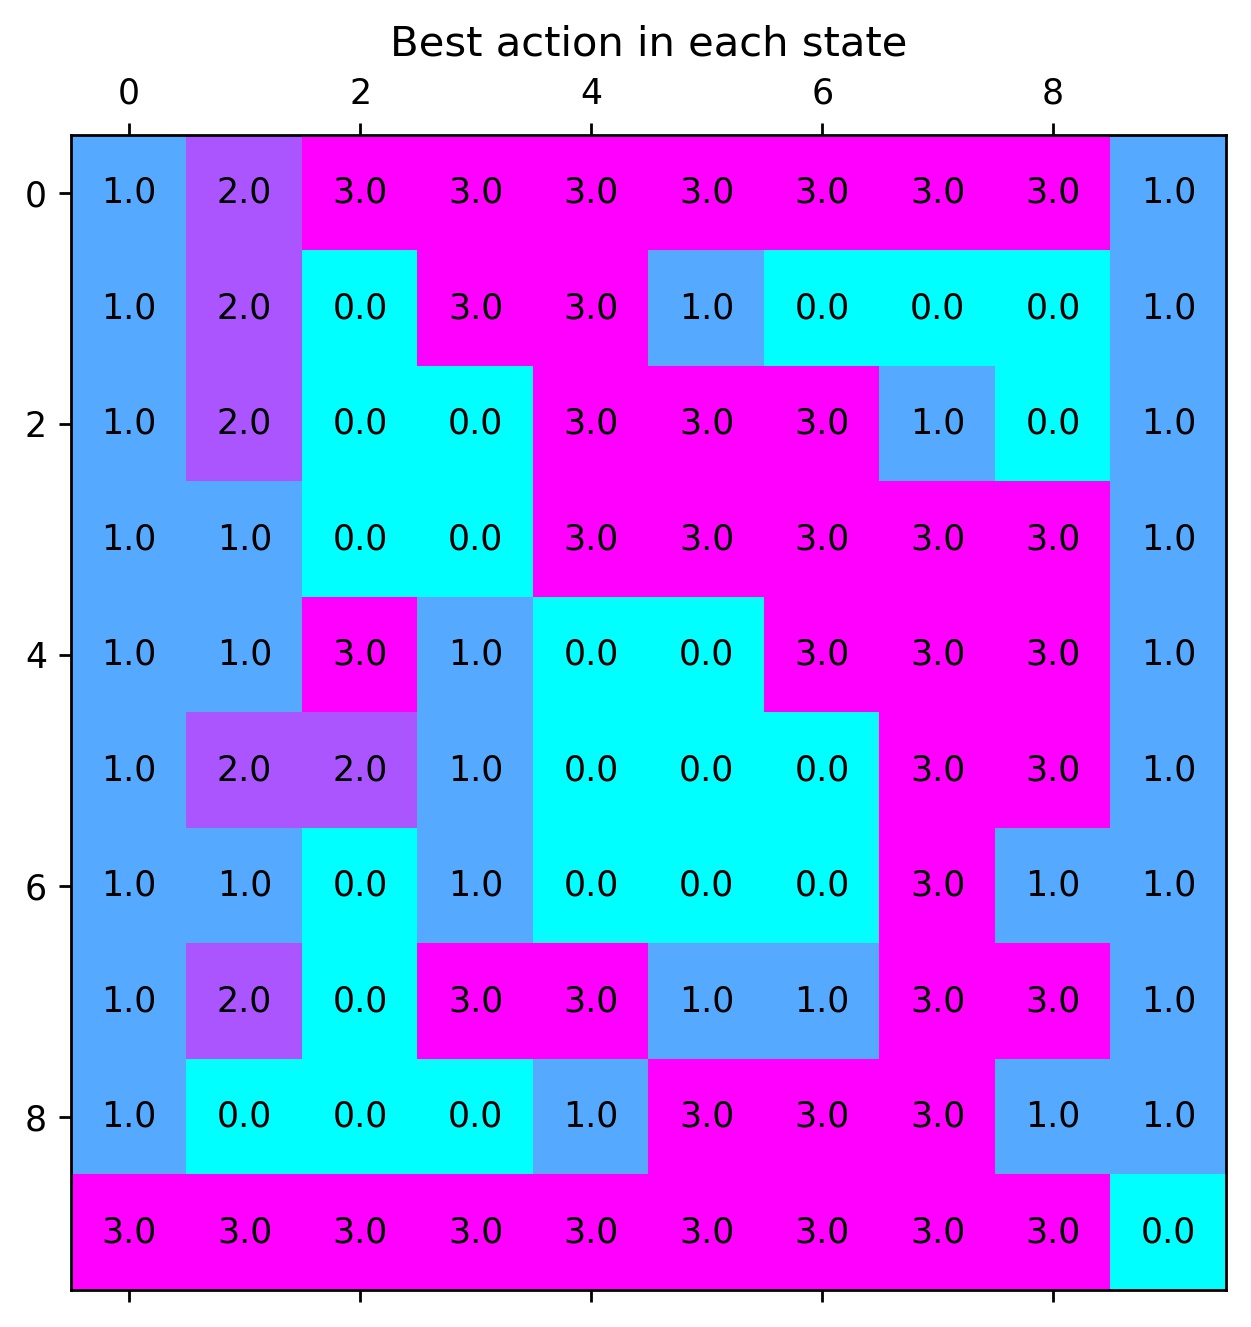 Best action in each state
0 2 4 6 8
0 1.0 2.0 3.0 3.0 3.0 3.0 3.0 3.0 3.0 1.0
1.0 2.0 0.0 3.0 3.0 1.0 0.0 0.0 0.0 1.0
2 1.0 2.0 0.0 0.0 3.0 3.0 3.0 1.0 0.0 1.0
1.0 1.0 0.0 0.0 3.0 3.0 3.0 3.0 3.0 1.0
4 1.0 1.0 3.0 1.0 0.0 0.0 3.0 3.0 3.0 1.0
1.0 2.0 2.0 1.0 0.0 0.0 0.0 3.0 3.0 1.0
6 1.0 1.0 0.0 1.0 0.0 0.0 0.0 3.0 1.0 1.0
1.0 2.0 0.0 3.0 3.0 1.0 1.0 3.0 3.0 1.0
8 1.0 0.0 0.0 0.0 1.0 3.0 3.0 3.0 1.0 1.0
3.0 3.0 3.0 3.0 3.0 3.0 3.0 3.0 3.0 0.0